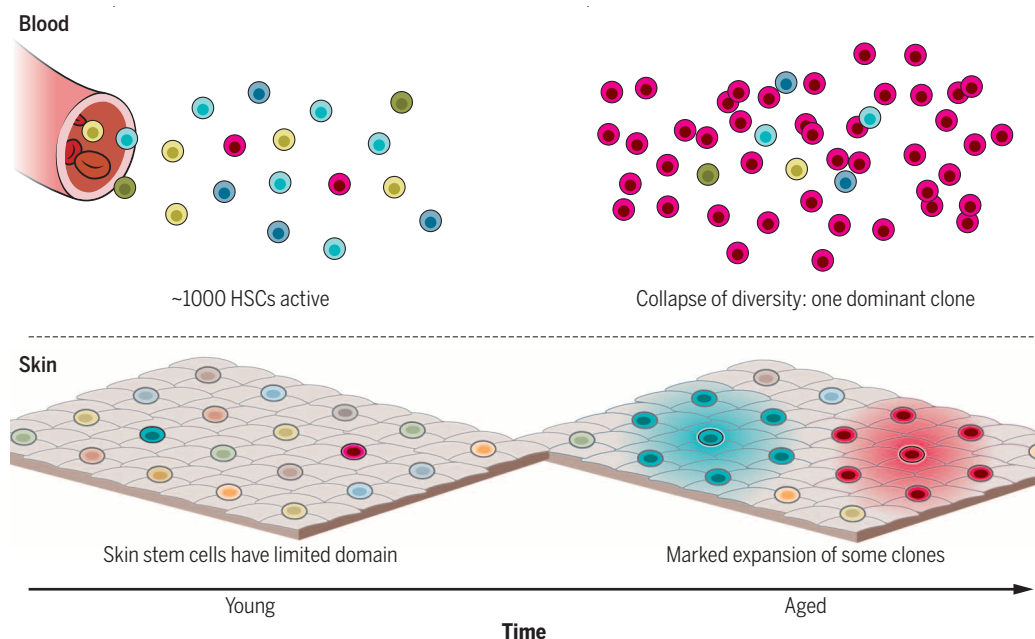 Blood
~1000 HSCs active
Collapse of diversity: one dominant clone
Skin
Skin stem cells have limited domain
Marked expansion of some clones
Young
Aged
Time